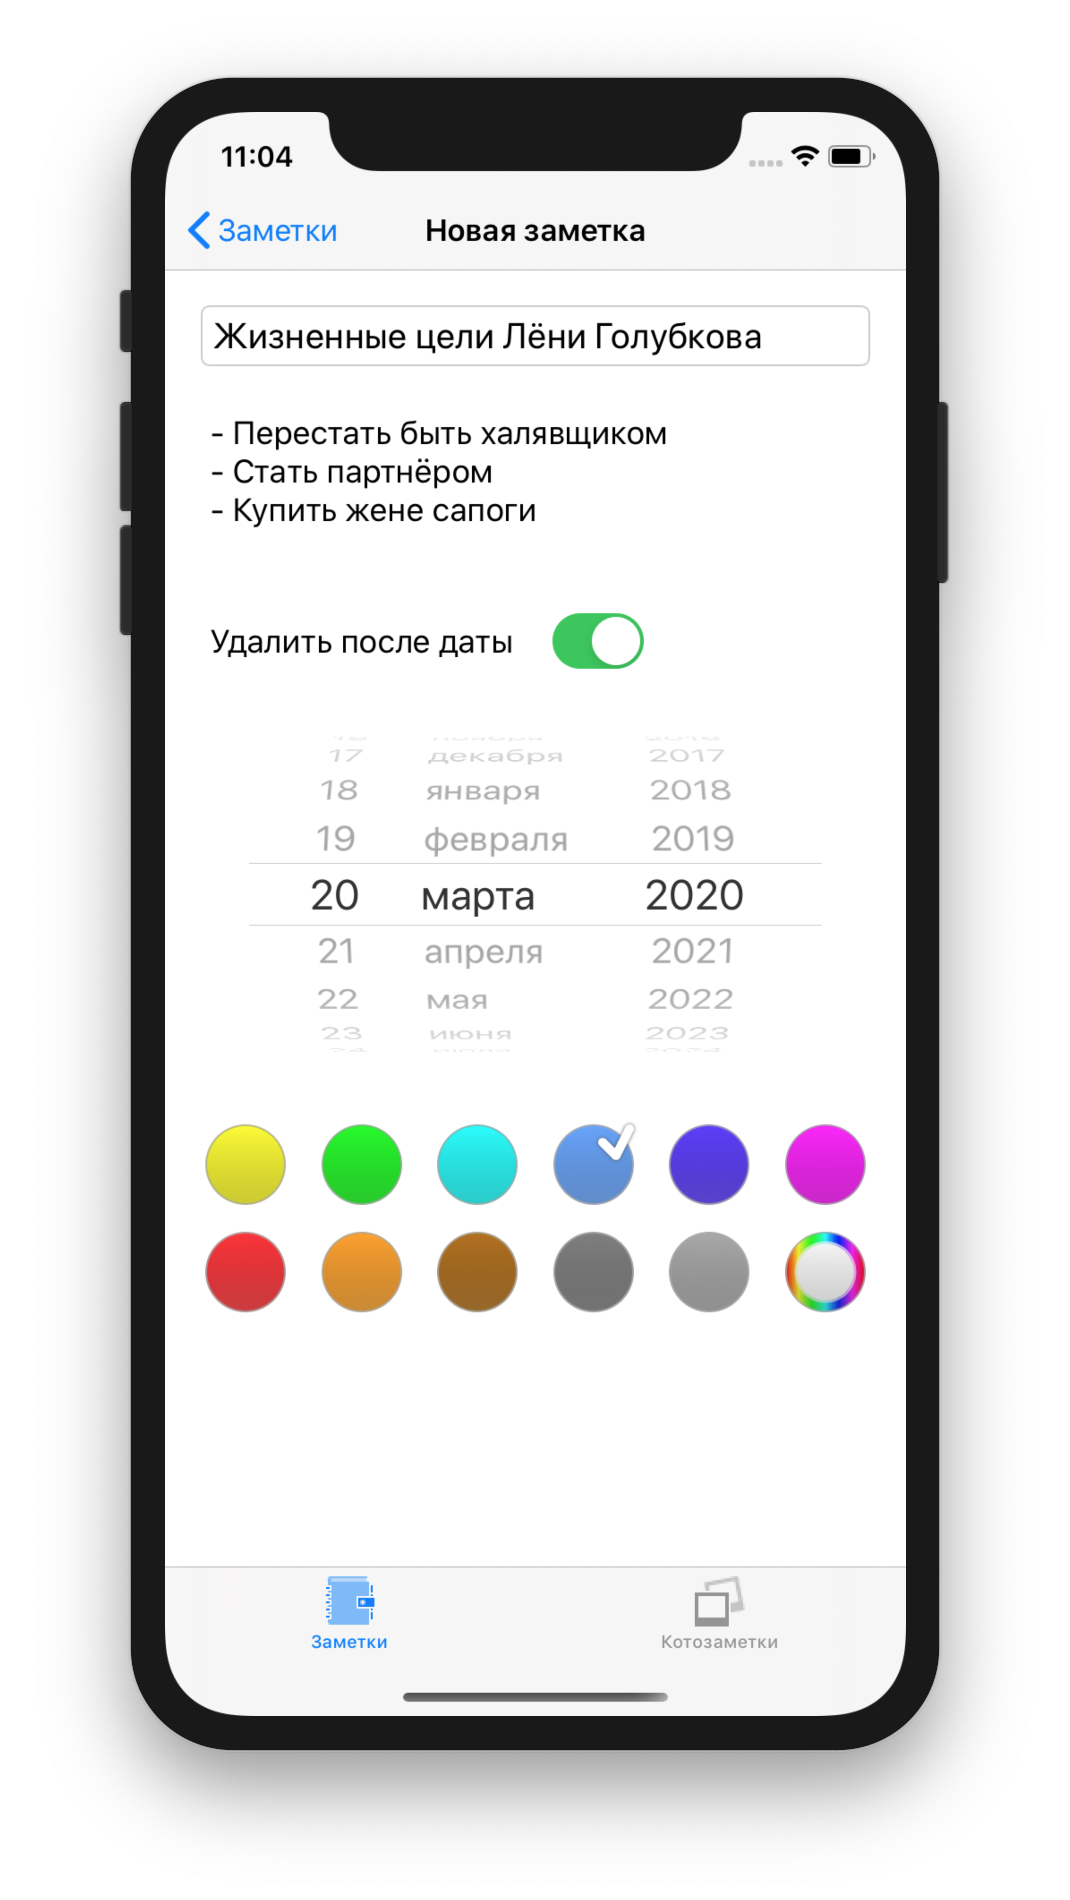 11:04
Заметки Новая заметка
Жизненные цели Лёни Голубкова
- Перестать быть халявщиком
- Стать партнёром
- Купить жене сапоги
Удалить после даты
17 декабря 2017
18 января 2018
19 февраля 2019
20 марта 2020
21 апреля 2021
22 мая 2022
23 июня 2023
Заметки Котозаметки